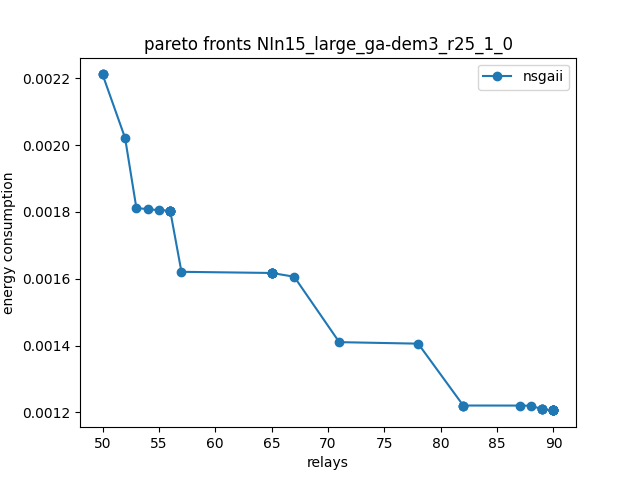 pareto fronts NIn15_large_ga-dem3_r25_1_0
nsgaii
energy consumption
0.0022
0.0020
0.0018
0.0016
0.0014
0.0012
50 55 60 65 70 75 80 85 90
relays